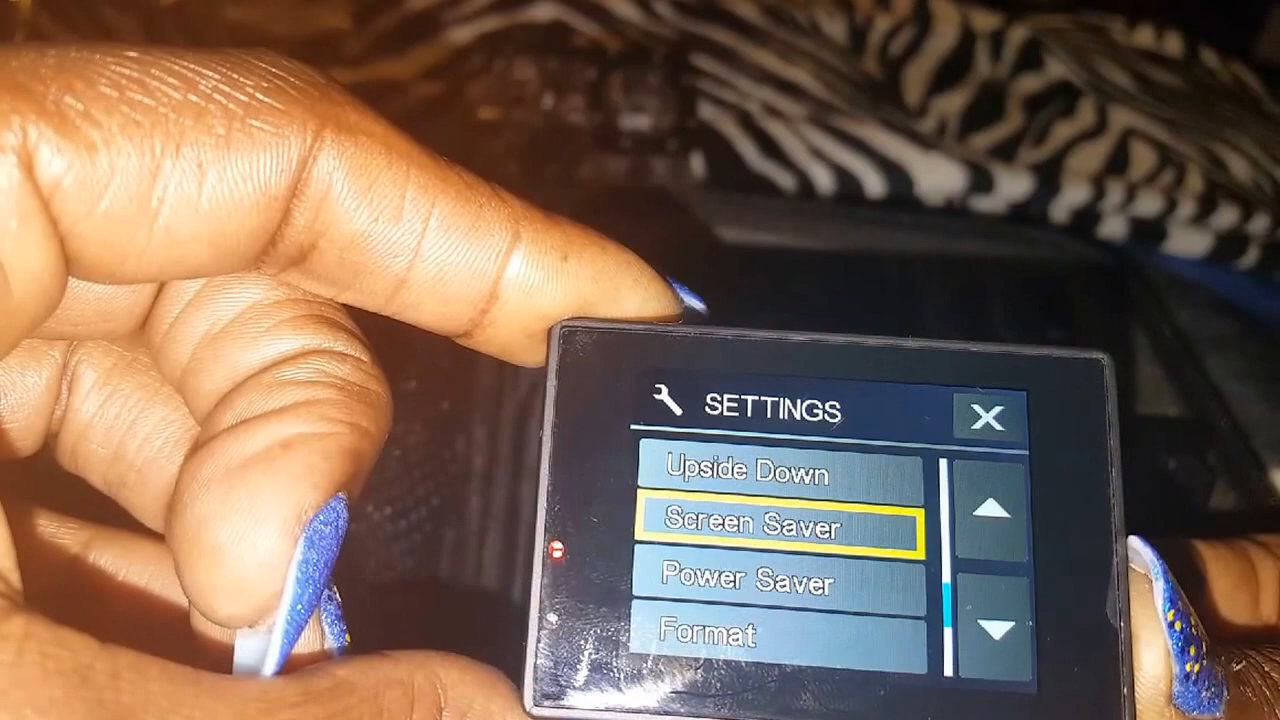 SETTINGS
X
Upside Down
Screen Saver
Power Saver
Format